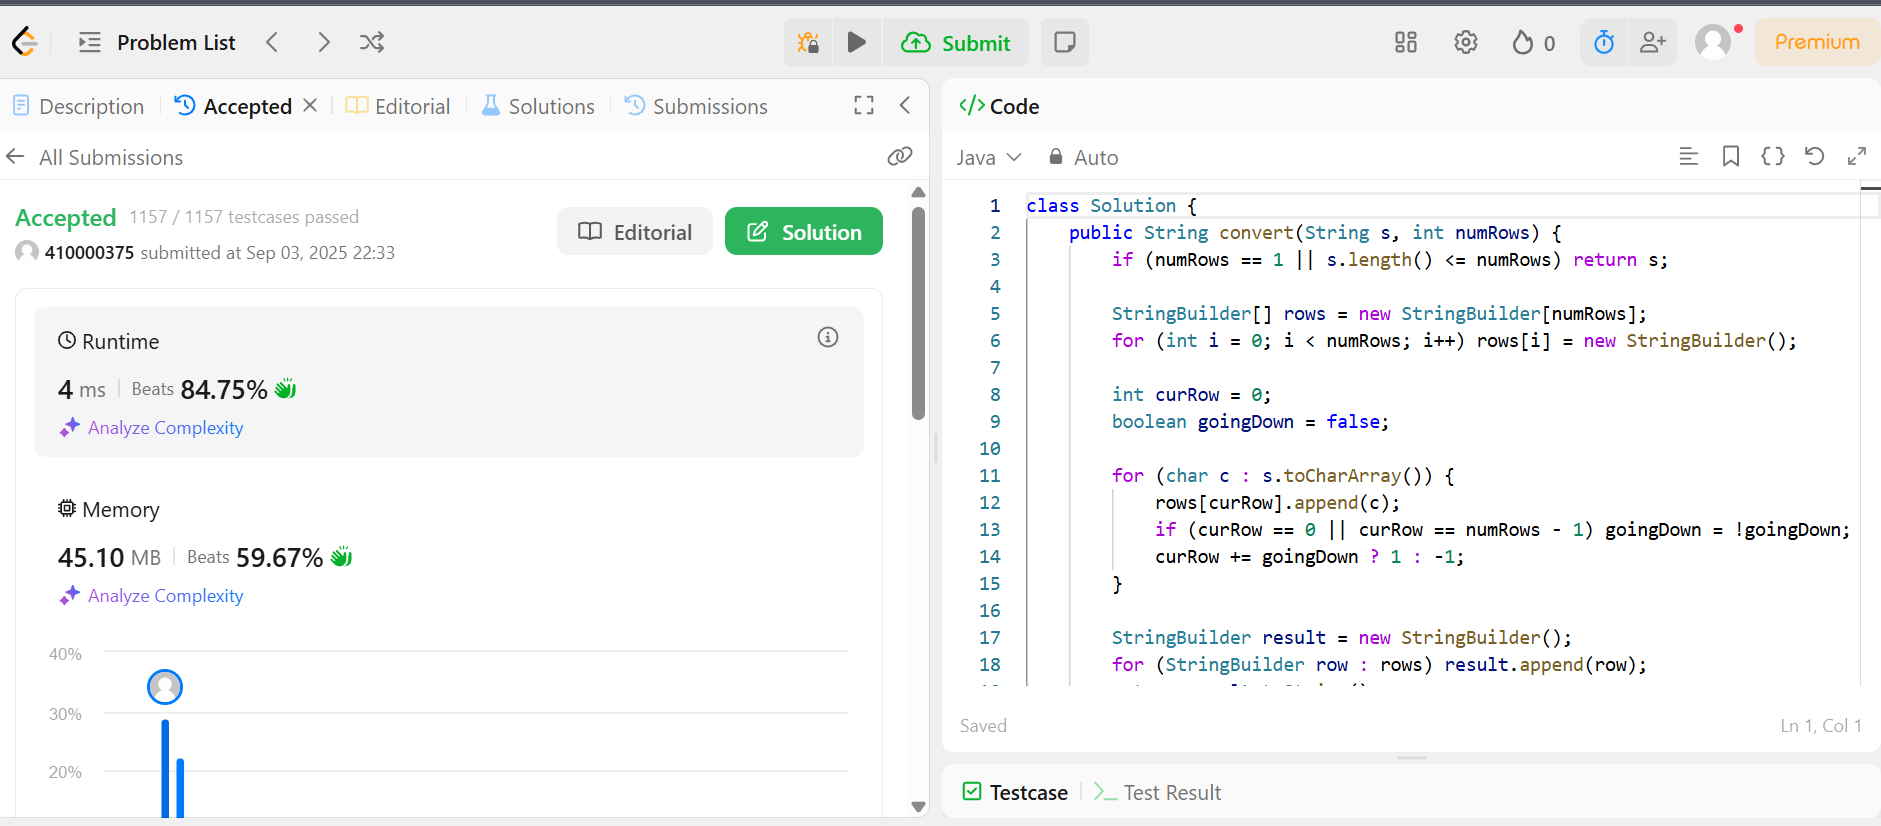 Problem List
Submit
0
Premium
Description
Accepted
Editorial
Solutions
Submissions
All Submissions
Accepted 1157 / 1157 testcases passed
410000375 submitted at Sep 03, 2025 22:33
Editorial
Solution
Runtime
4 ms Beats 84.75%
Analyze Complexity
Memory
45.10 MB Beats 59.67%
Analyze Complexity
40%
30%
20%
</> Code
Java
Auto
1 class Solution {
2 public String convert(String s, int numRows) {
3 if (numRows == 1 || s.length() <= numRows) return s;
4
5 StringBuilder[] rows = new StringBuilder[numRows];
6 for (int i = 0; i < numRows; i++) rows[i] = new StringBuilder();
7
8 int curRow = 0;
9 boolean goingDown = false;
10
11 for (char c : s.toCharArray()) {
12 rows[curRow].append(c);
13 if (curRow == 0 || curRow == numRows - 1) goingDown = !goingDown;
14 curRow += goingDown ? 1 : -1;
15 }
16
17 StringBuilder result = new StringBuilder();
18 for (StringBuilder row : rows) result.append(row);
Saved
Ln 1, Col 1
Testcase
Test Result